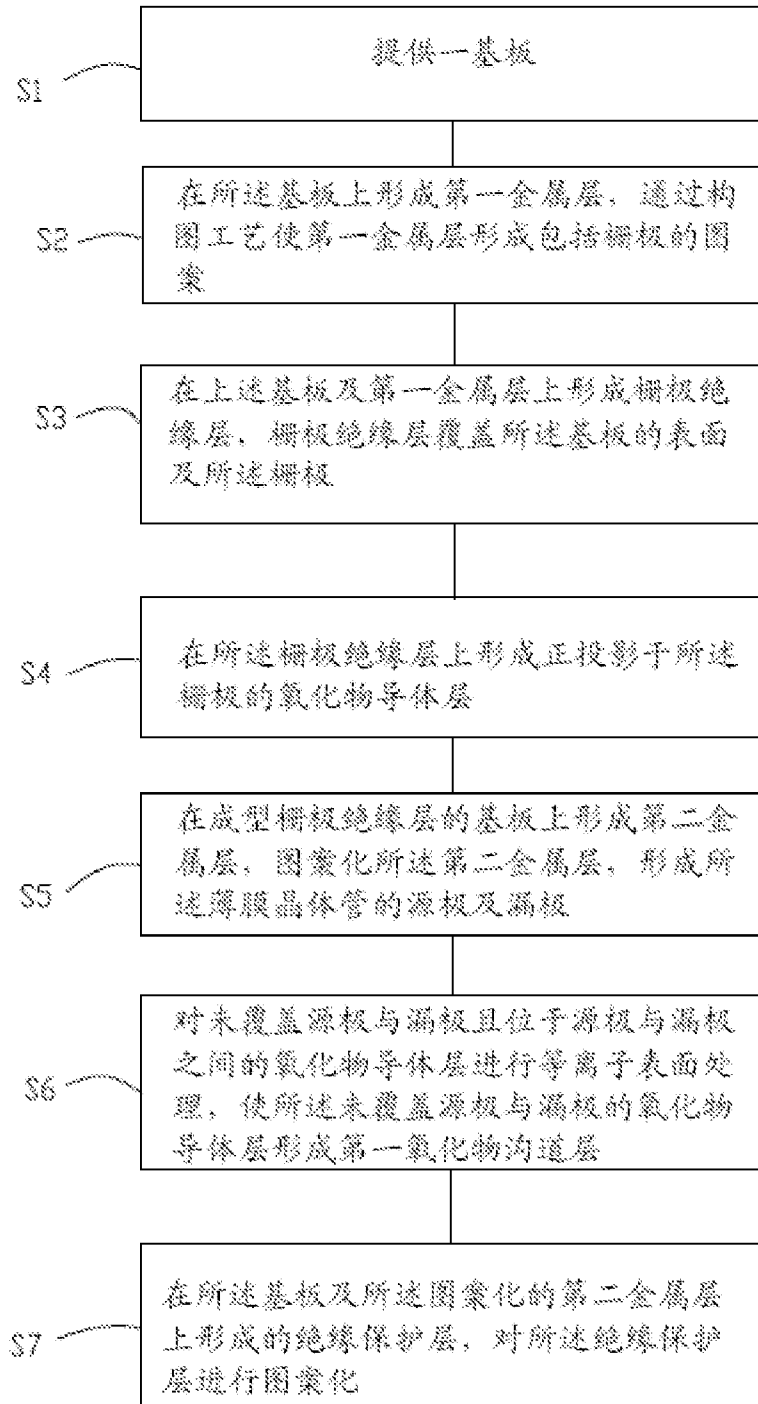 提供一基板
S1
在所述基板上形成第一金属层，通过构
图工艺使第一金属层形成包括栅极的图
案
S2
在上述基板及第一金属层上形成栅极绝
缘层，栅极绝缘层覆盖所述基板的表面
及所述栅极
S3
在所述栅极绝缘层上形成正投影于所述
栅极的氧化物导体层
S4
在成型栅极绝缘层的基板上形成第二金
属层，图案化所述第二金属层，形成所
述薄膜晶体管的源极及漏极
S5
对未覆盖源极与漏极且位于源极与漏极
之间的氧化物导体层进行等离子表面处
理，使所述未覆盖源极与漏极的氧化物
导体层形成第一氧化物沟道层
S6
在所述基板及所述图案化的第二金属层
上形成的绝缘保护层，对所述绝缘保护
层进行图案化
S7